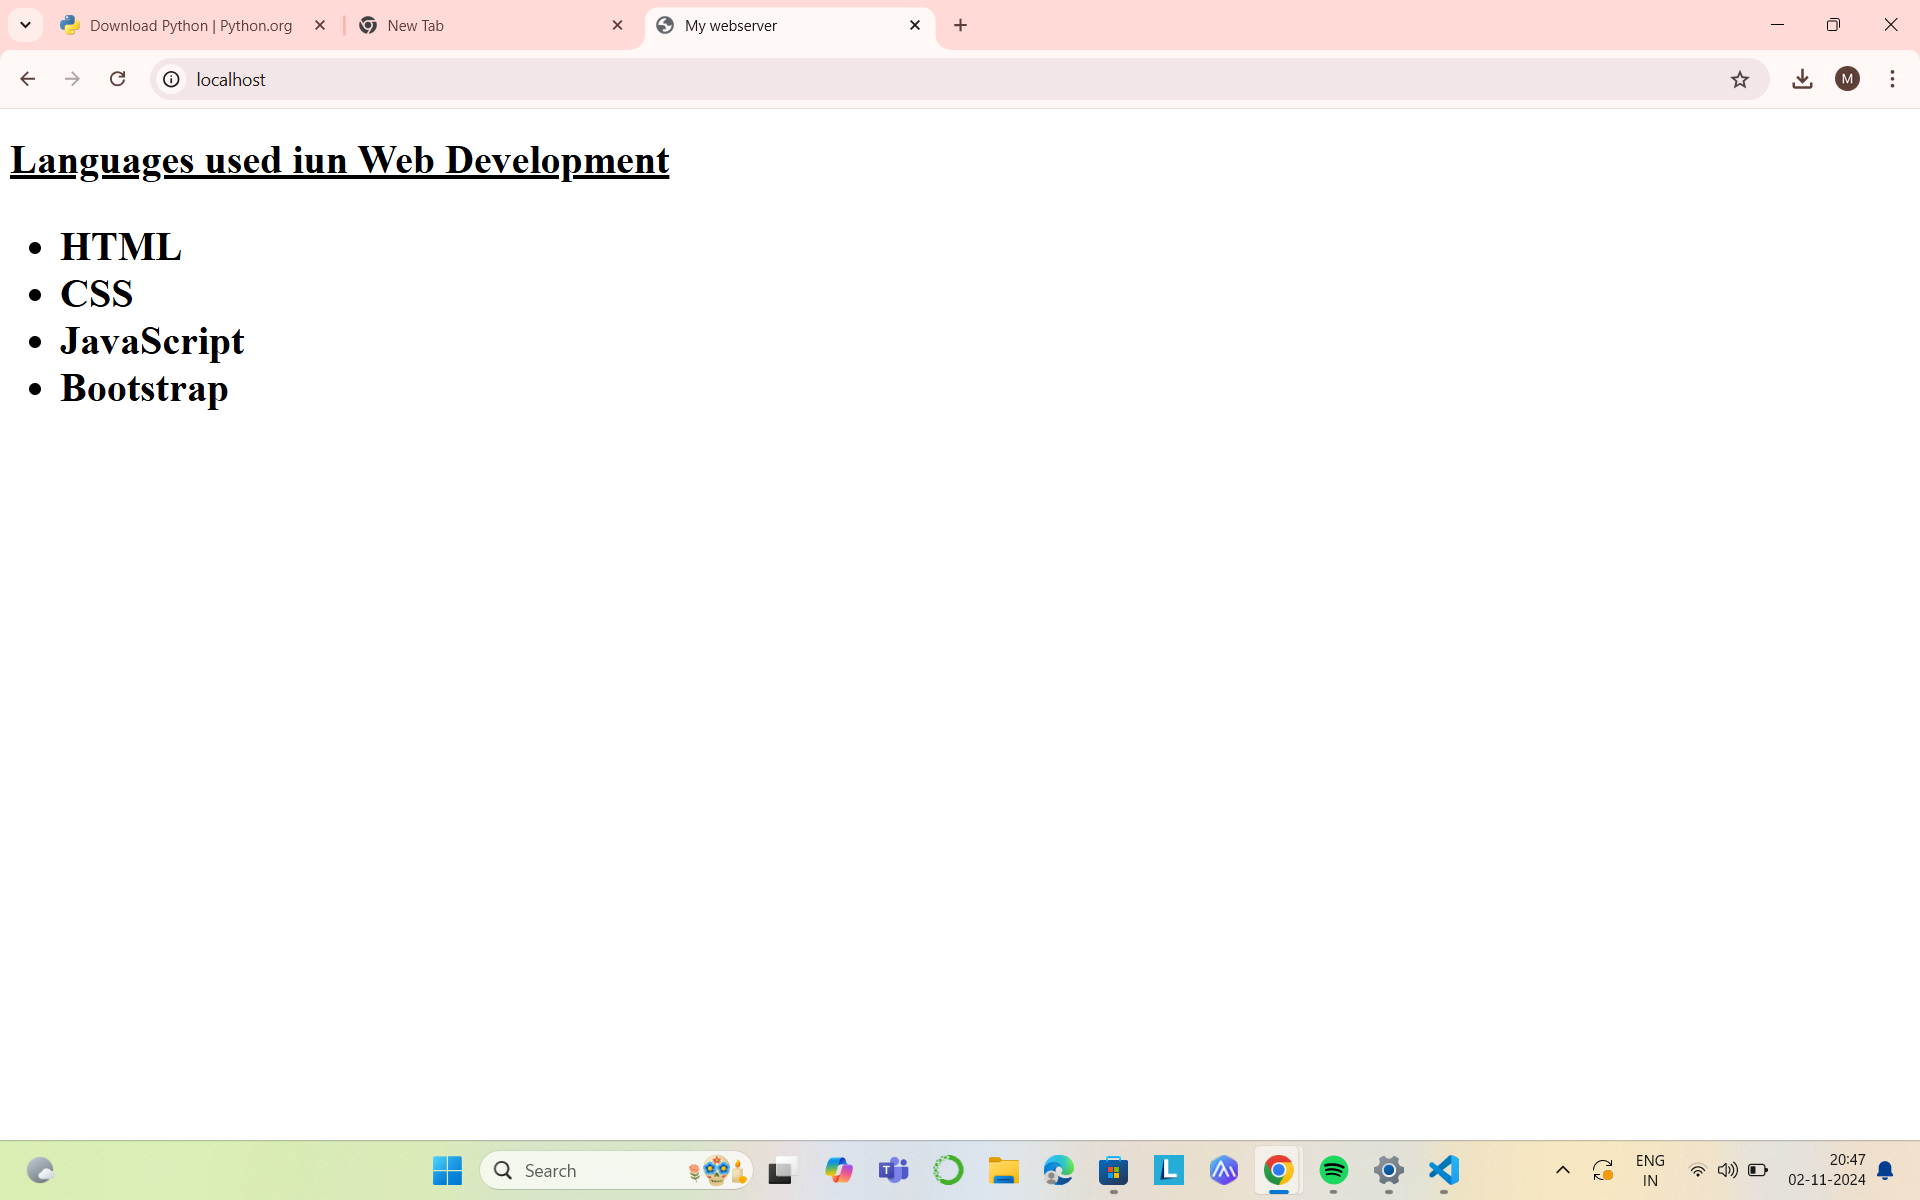 Download Python | Python.org
New Tab
My webserver
localhost
M
Languages used iun Web Development
HTML
CSS
JavaScript
Bootstrap
Search
T
L
ENG
IN
20:47
02-11-2024